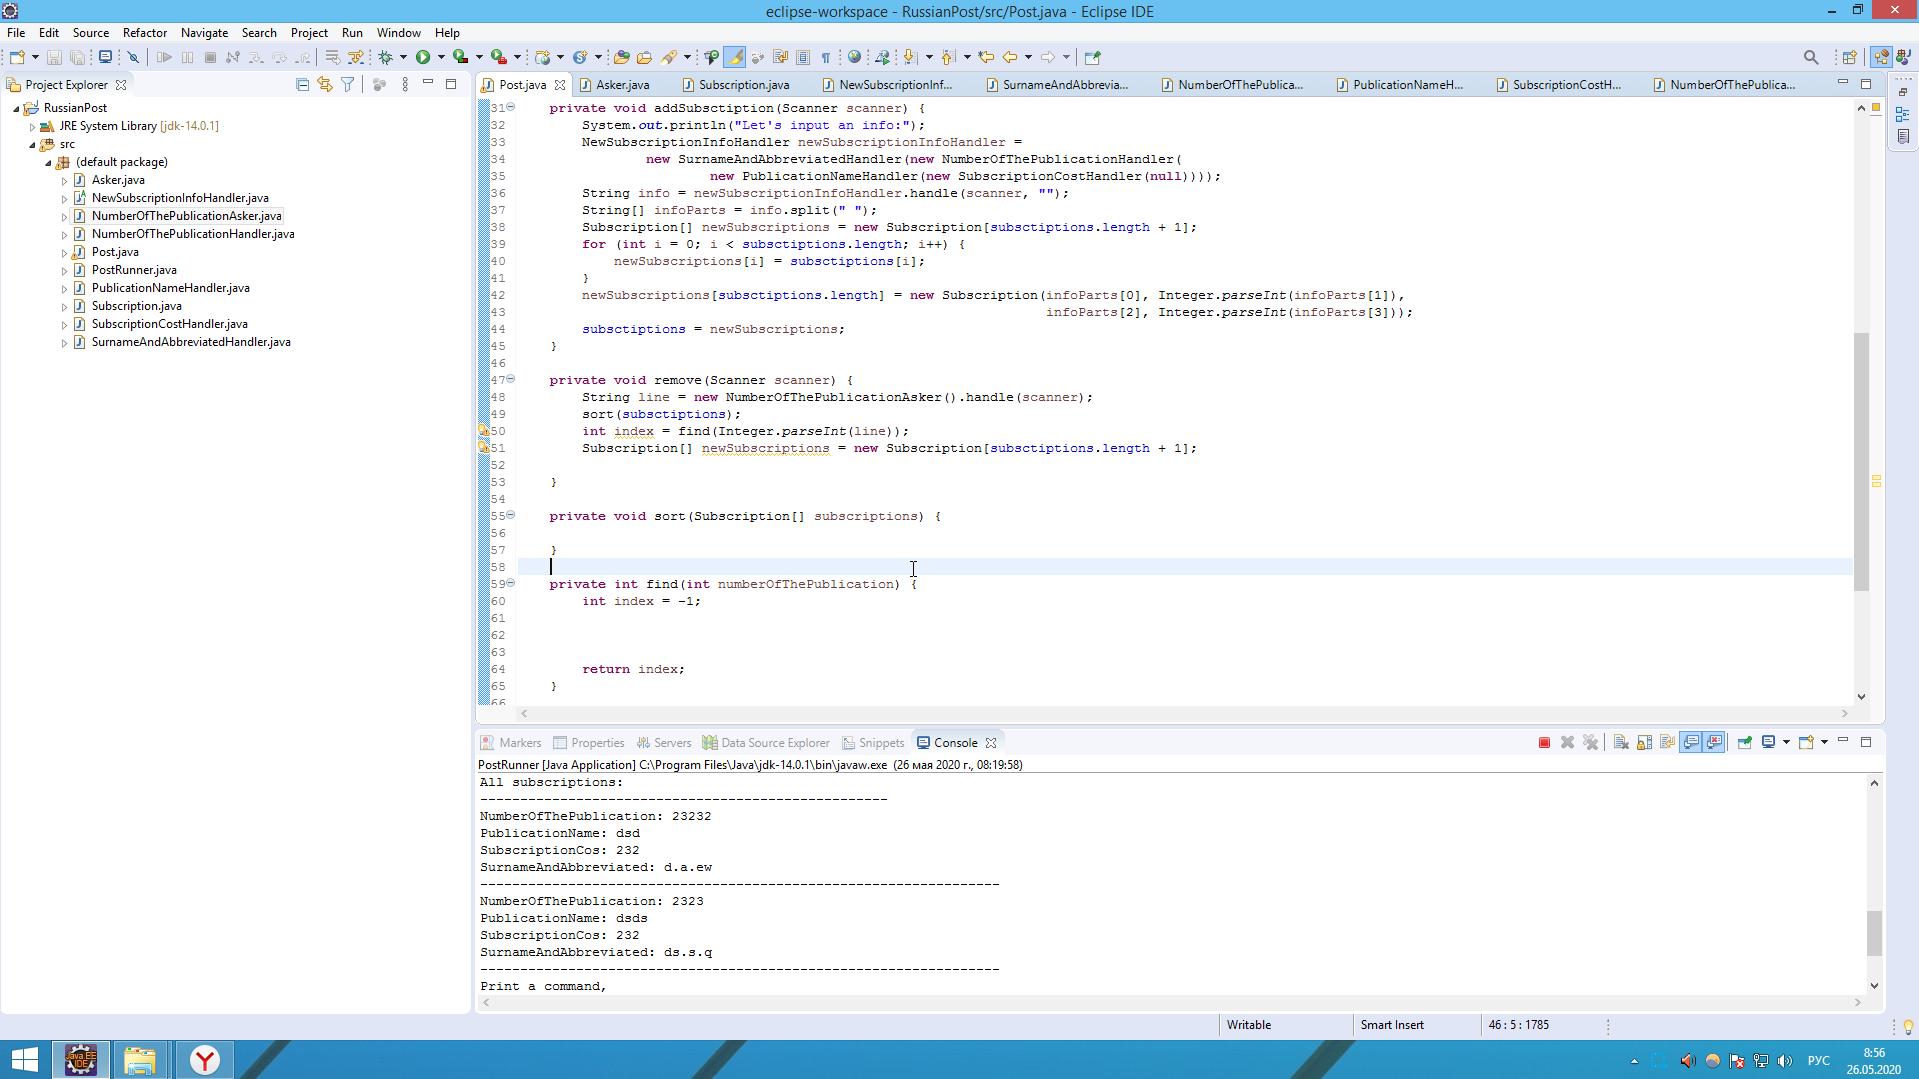 eclipse-workspace - RussianPost/src/Post.java - Eclipse IDE
File Edit Source Refactor Navigate Search Project Run Window Help
Project Explorer
RussianPost
JRE System Library [jdk-14.0.1]
src
(default package)
Asker.java
NewSubscriptionInfoHandler.java
NumberOfThePublicationAsker.java
NumberOfThePublicationHandler.java
Post.java
PostRunner.java
PublicationNameHandler.java
Subscription.java
SubscriptionCostHandler.java
SurnameAndAbbreviatedHandler.java
Post.java Asker.java Subscription.java NewSubscriptionInf... SurnameAndAbbrevia... NumberOfThePublica... PublicationNameH... SubscriptionCostH... NumberOfThePublica...
31 private void addSubsctiption(Scanner scanner) {
32 System.out.println("Let's input an info:");
33 NewSubscriptionInfoHandler newSubscriptionInfoHandler =
34 new SurnameAndAbbreviatedHandler(new NumberOfThePublicationHandler(
35 new PublicationNameHandler(new SubscriptionCostHandler(null))));
36 String info = newSubscriptionInfoHandler.handle(scanner, "");
37 String[] infoParts = info.split(" ");
38 Subscription[] newSubscriptions = new Subscription[subsctiptions.length + 1];
39 for (int i = 0; i < subsctiptions.length; i++) {
40 newSubscriptions[i] = subsctiptions[i];
41 }
42 newSubscriptions[subsctiptions.length] = new Subscription(infoParts[0], Integer.parseInt(infoParts[1]),
43 infoParts[2], Integer.parseInt(infoParts[3]));
44 subsctiptions = newSubscriptions;
45 }
46
47 private void remove(Scanner scanner) {
48 String line = new NumberOfThePublicationAsker().handle(scanner);
49 sort(subsctiptions);
50 int index = find(Integer.parseInt(line));
51 Subscription[] newSubscriptions = new Subscription[subsctiptions.length + 1];
52
53 }
54
55 private void sort(Subscription[] subscriptions) {
56
57 }
58
59 private int find(int numberOfThePublication) {
60 int index = -1;
61
62
63
64 return index;
65 }
66
Markers Properties Servers Data Source Explorer Snippets Console
PostRunner [Java Application] C:\Program Files\Java\jdk-14.0.1\bin\javaw.exe (26 мая 2020 г., 08:19:58)
All subscriptions:
---------------------------------------------------
NumberOfThePublication: 23232
PublicationName: dsd
SubscriptionCos: 232
SurnameAndAbbreviated: d.a.ew
-----------------------------------------------------------------
NumberOfThePublication: 2323
PublicationName: dsds
SubscriptionCos: 232
SurnameAndAbbreviated: ds.s.q
-----------------------------------------------------------------
Print a command,
Writable Smart Insert 46 : 5 : 1785
Java EE IDE
РУС
8:56
26.05.2020